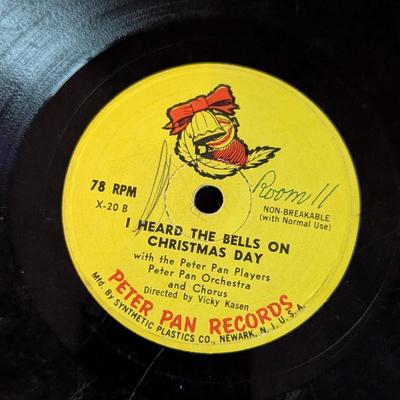 78 RPM
X-20 B
Room 11
NON-BREAKABLE
(with Normal Use)
I HEARD THE BELLS ON
CHRISTMAS DAY
with the Peter Pan Players
Peter Pan Orchestra
and Chorus
Directed by Vicky Kasen
PETER PAN RECORDS
Mfd. By SYNTHETIC PLASTICS CO., NEWARK, N.J., U.S.A.